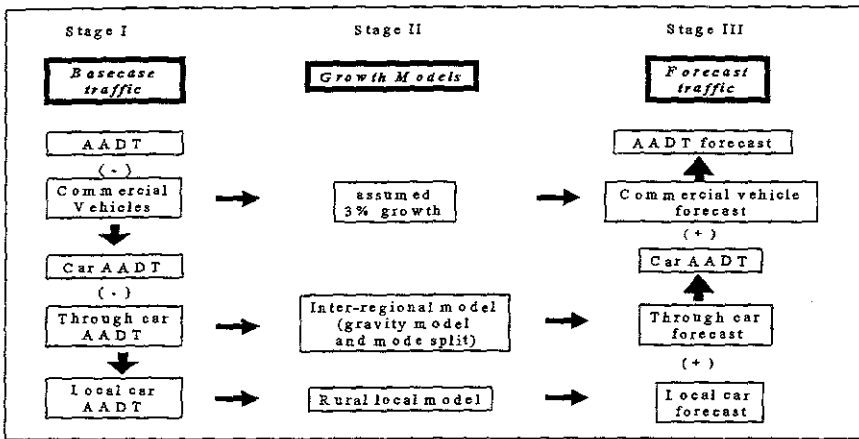 Stage I Stage II Stage III
Basecase
traffic
Growth Models
Forecast
traffic
AADT
AADT forecast
(-)
Commercial
Vehicles
assumed
3% growth
Commercial vehicle
forecast
(+)
Car AADT
Car AADT
(-)
Through car
AADT
Inter-regional model
(gravity model
and mode split)
Through car
forecast
(+)
Local car
AADT
Rural local model
Local car
forecast